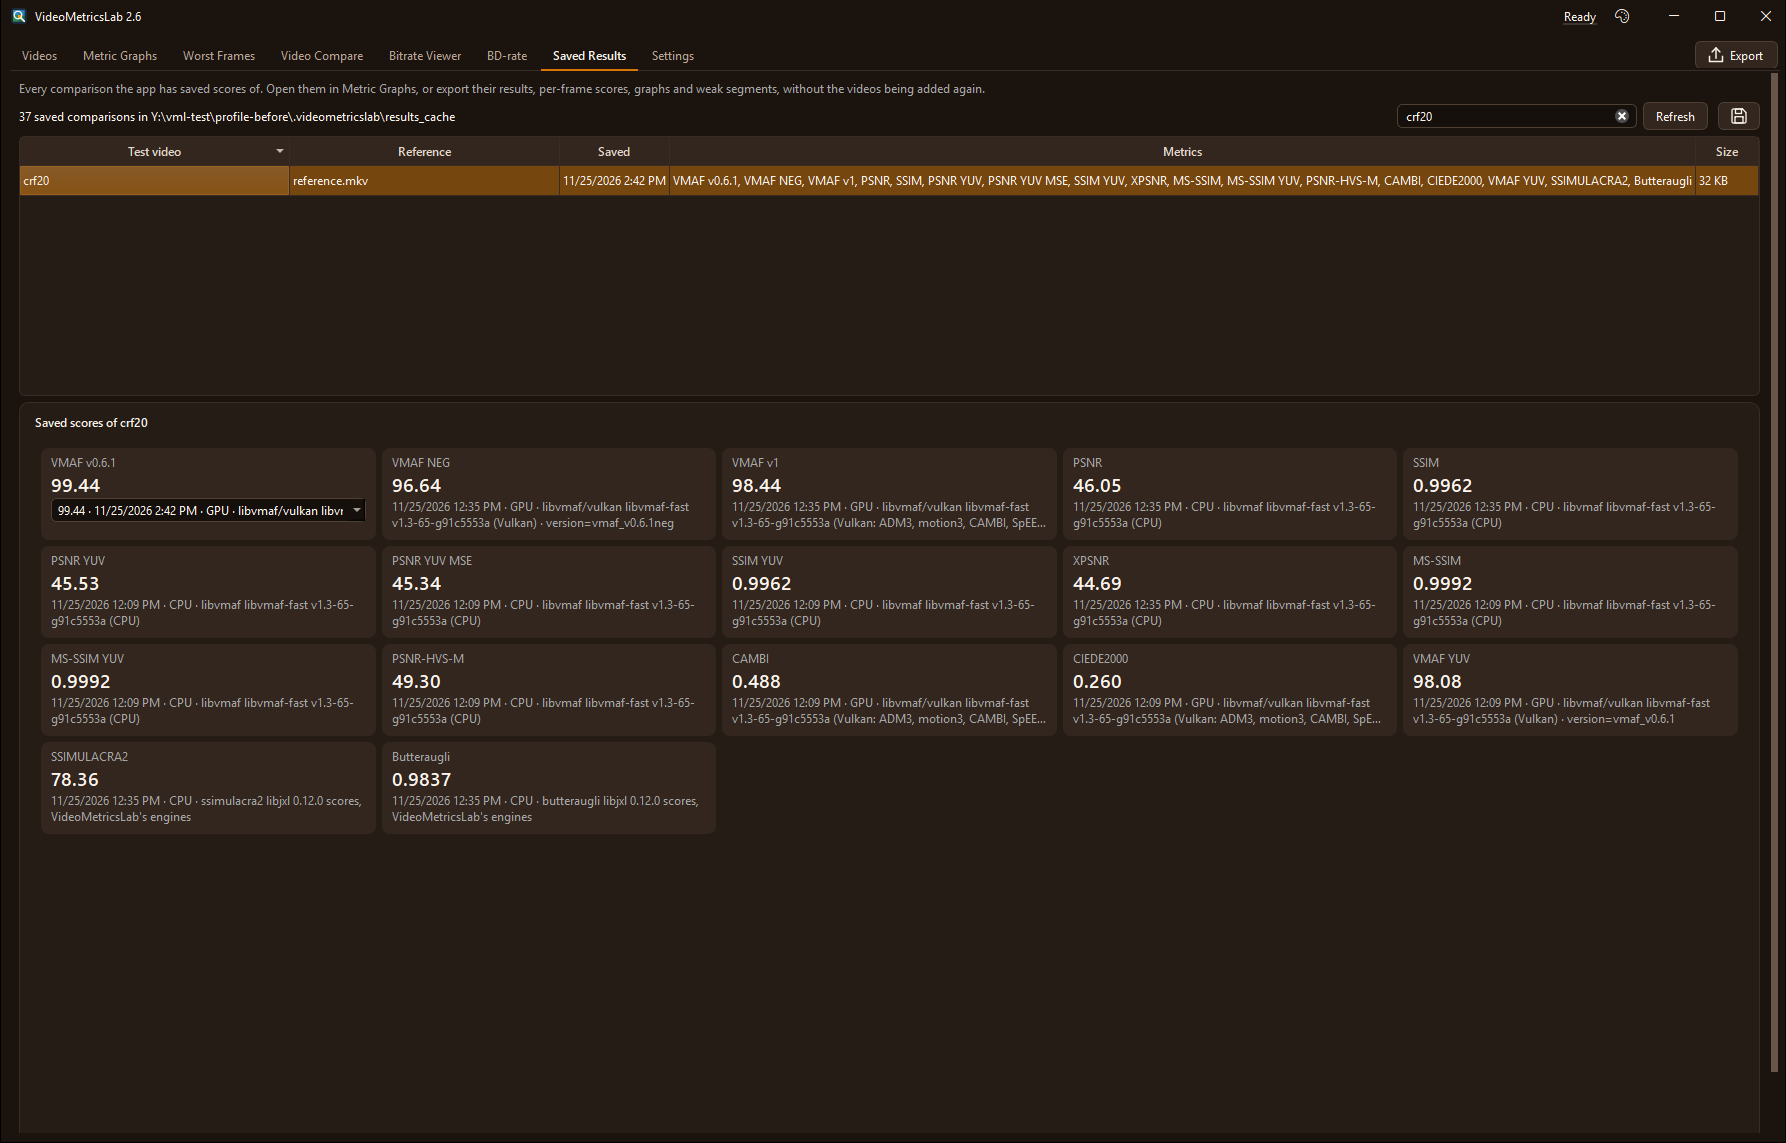 VideoMetricsLab 2.6
Ready
Videos Metric Graphs Worst Frames Video Compare Bitrate Viewer BD-rate Saved Results Settings Export
Every comparison the app has saved scores of. Open them in Metric Graphs, or export their results, per-frame scores, graphs and weak segments, without the videos being added again.
37 saved comparisons in Y:\vml-test\profile-before\.videometricslab\results_cache
crf20 Refresh
Test video Reference Saved Metrics Size
crf20 reference.mkv 11/25/2026 2:42 PM VMAF v0.6.1, VMAF NEG, VMAF v1, PSNR, SSIM, PSNR YUV, PSNR YUV MSE, SSIM YUV, XPSNR, MS-SSIM, MS-SSIM YUV, PSNR-HVS-M, CAMBI, CIEDE2000, VMAF YUV, SSIMULACRA2, Butteraugli 32 KB
Saved scores of crf20
VMAF v0.6.1
99.44
99.44 · 11/25/2026 2:42 PM · GPU · libvmaf/vulkan libvr
VMAF NEG
96.64
11/25/2026 12:35 PM · GPU · libvmaf/vulkan libvmaf-fast
v1.3-65-g91c5553a (Vulkan) · version=vmaf_v0.6.1neg
VMAF v1
98.44
11/25/2026 12:35 PM · GPU · libvmaf/vulkan libvmaf-fast
v1.3-65-g91c5553a (Vulkan: ADM3, motion3, CAMBI, SpEE...
PSNR
46.05
11/25/2026 12:35 PM · CPU · libvmaf libvmaf-fast v1.3-65-
g91c5553a (CPU)
SSIM
0.9962
11/25/2026 12:35 PM · CPU · libvmaf libvmaf-fast v1.3-65-
g91c5553a (CPU)
PSNR YUV
45.53
11/25/2026 12:09 PM · CPU · libvmaf libvmaf-fast v1.3-65-
g91c5553a (CPU)
PSNR YUV MSE
45.34
11/25/2026 12:09 PM · CPU · libvmaf libvmaf-fast v1.3-65-
g91c5553a (CPU)
SSIM YUV
0.9962
11/25/2026 12:09 PM · CPU · libvmaf libvmaf-fast v1.3-65-
g91c5553a (CPU)
XPSNR
44.69
11/25/2026 12:35 PM · CPU · libvmaf libvmaf-fast v1.3-65-
g91c5553a (CPU)
MS-SSIM
0.9992
11/25/2026 12:09 PM · CPU · libvmaf libvmaf-fast v1.3-65-
g91c5553a (CPU)
MS-SSIM YUV
0.9992
11/25/2026 12:09 PM · CPU · libvmaf libvmaf-fast v1.3-65-
g91c5553a (CPU)
PSNR-HVS-M
49.30
11/25/2026 12:09 PM · CPU · libvmaf libvmaf-fast v1.3-65-
g91c5553a (CPU)
CAMBI
0.488
11/25/2026 12:09 PM · GPU · libvmaf/vulkan libvmaf-fast
v1.3-65-g91c5553a (Vulkan: ADM3, motion3, CAMBI, SpEE...
CIEDE2000
0.260
11/25/2026 12:09 PM · GPU · libvmaf/vulkan libvmaf-fast
v1.3-65-g91c5553a (Vulkan: ADM3, motion3, CAMBI, SpE...
VMAF YUV
98.08
11/25/2026 12:09 PM · GPU · libvmaf/vulkan libvmaf-fast
v1.3-65-g91c5553a (Vulkan) · version=vmaf_v0.6.1
SSIMULACRA2
78.36
11/25/2026 12:35 PM · CPU · ssimulacra2 libjxl 0.12.0 scores,
VideoMetricsLab's engines
Butteraugli
0.9837
11/25/2026 12:35 PM · CPU · butteraugli libjxl 0.12.0 scores,
VideoMetricsLab's engines